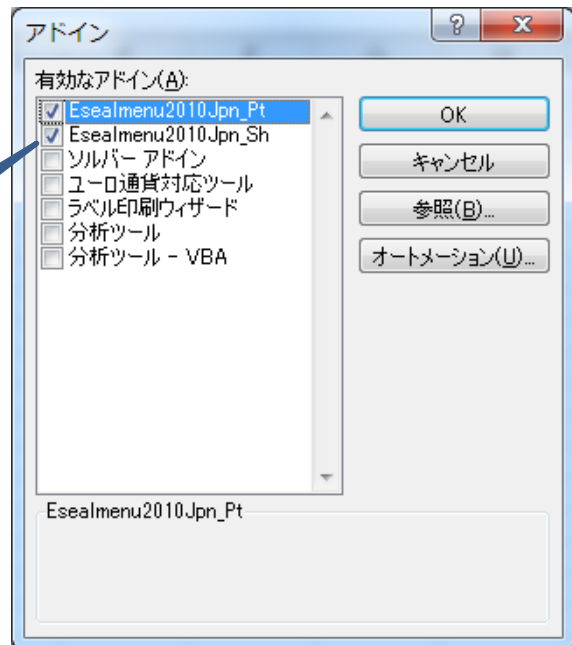 アドイン
有効なアドイン(A):
Esealmenu2010Jpn_Pt
Esealmenu2010Jpn_Sh
ソルバー アドイン
ユーロ通貨対応ツール
ラベル印刷ウィザード
分析ツール
分析ツール - VBA
OK
キャンセル
参照(B)...
オートメーション(U)...
Esealmenu2010Jpn_Pt